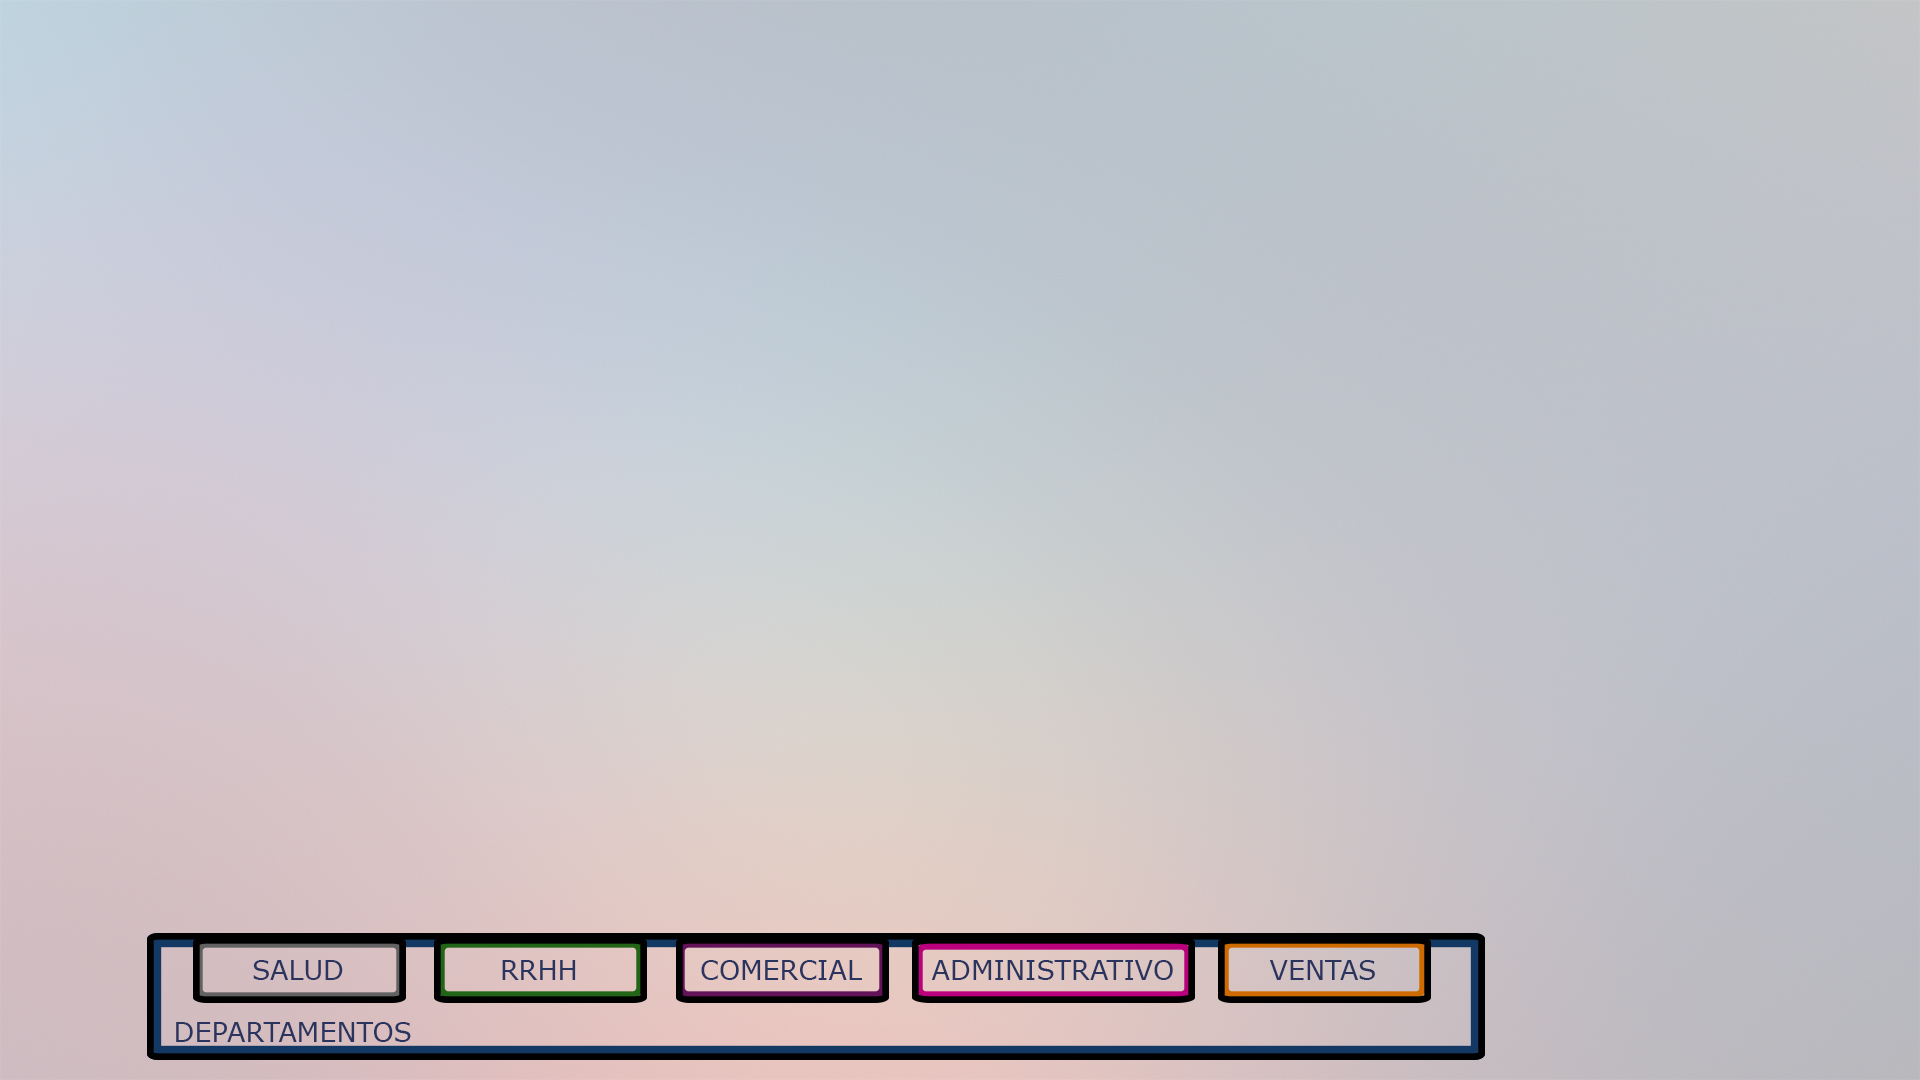 SALUD
RRHH
COMERCIAL
ADMINISTRATIVO
VENTAS
DEPARTAMENTOS